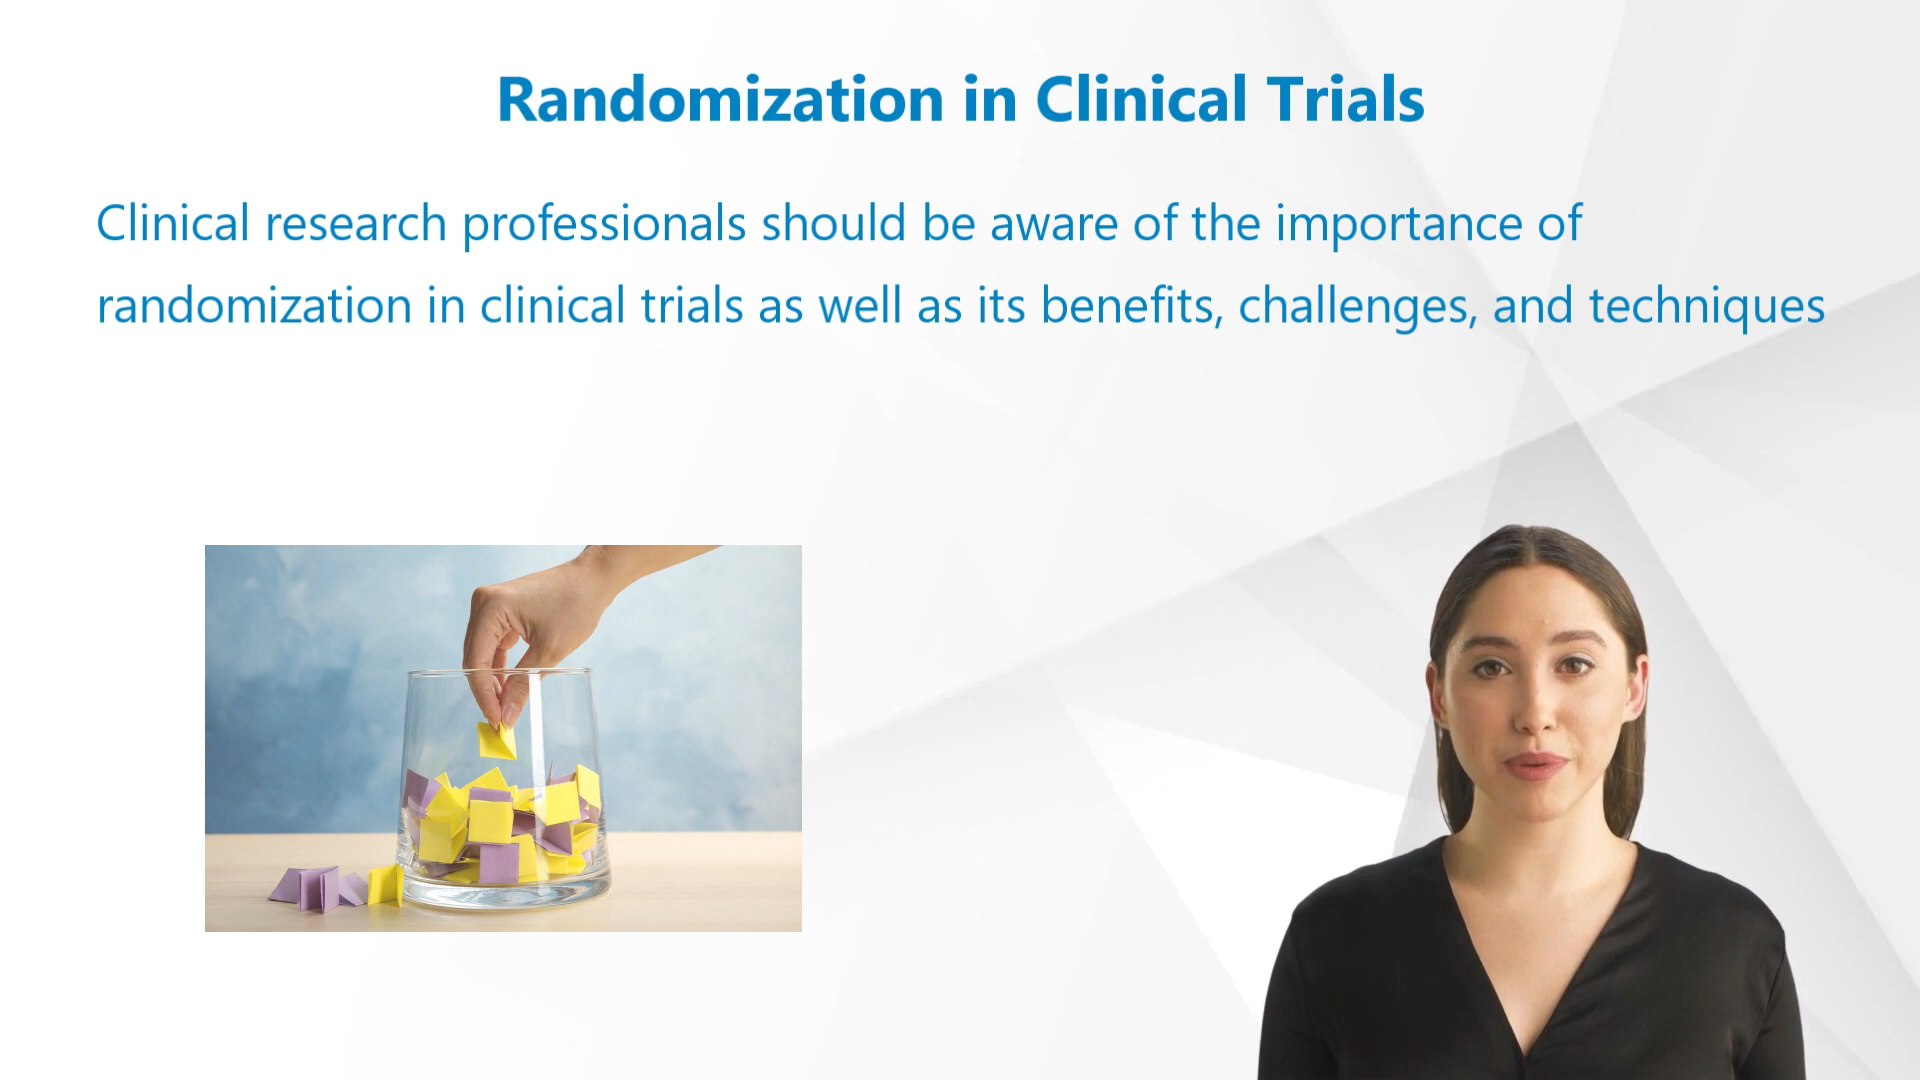 Randomization in Clinical Trials
Clinical research professionals should be aware of the importance of
randomization in clinical trials as well as its benefits, challenges, and techniques